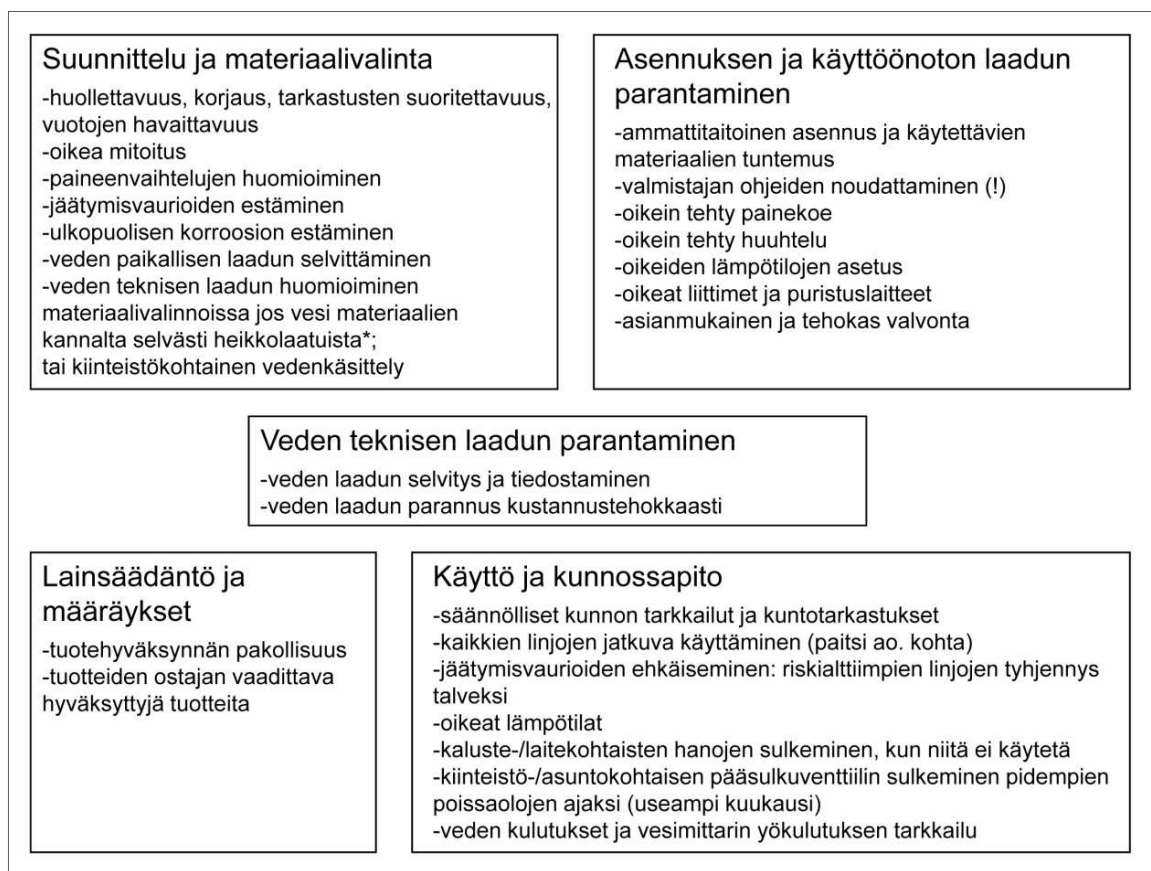 Suunnittelu ja materiaalivalinta
-huollettavuus, korjaus, tarkastusten suoritettavuus,
vuotojen havaittavuus
-oikea mitoitus
-paineenvaihtelujen huomioiminen
-jäätymisvaurioiden estäminen
-ulkopuolisen korroosion estäminen
-veden paikallisen laadun selvittäminen
-veden teknisen laadun huomioiminen
materiaalivalinnoissa jos vesi materiaalien
kannalta selvästi heikkolaatuista*;
tai kiinteistökohtainen vedenkäsittely
Asennuksen ja käyttöönoton laadun
parantaminen
-ammattitaitoinen asennus ja käytettävien
materiaalien tuntemus
-valmistajan ohjeiden noudattaminen (!)
-oikein tehty painekoe
-oikein tehty huuhtelu
-oikeiden lämpötilojen asetus
-oikeat liittimet ja puristuslaitteet
-asianmukainen ja tehokas valvonta
Veden teknisen laadun parantaminen
-veden laadun selvitys ja tiedostaminen
-veden laadun parannus kustannustehokkaasti
Lainsäädäntö ja
määräykset
-tuotehyväksynnän pakollisuus
-tuotteiden ostajan vaadittava
hyväksyttyjä tuotteita
Käyttö ja kunnossapito
-säännölliset kunnon tarkkailut ja kuntotarkastukset
-kaikkien linjojen jatkuva käyttäminen (paitsi ao. kohta)
-jäätymisvaurioiden ehkäiseminen: riskialttiimpien linjojen tyhjennys
talveksi
-oikeat lämpötilat
-kaluste-/laitekohtaisten hanojen sulkeminen, kun niitä ei käytetä
-kiinteistö-/asuntokohtaisen pääsulkuventtiilin sulkeminen pidempien
poissaolojen ajaksi (useampi kuukausi)
-veden kulutukset ja vesimittarin yökulutuksen tarkkailu